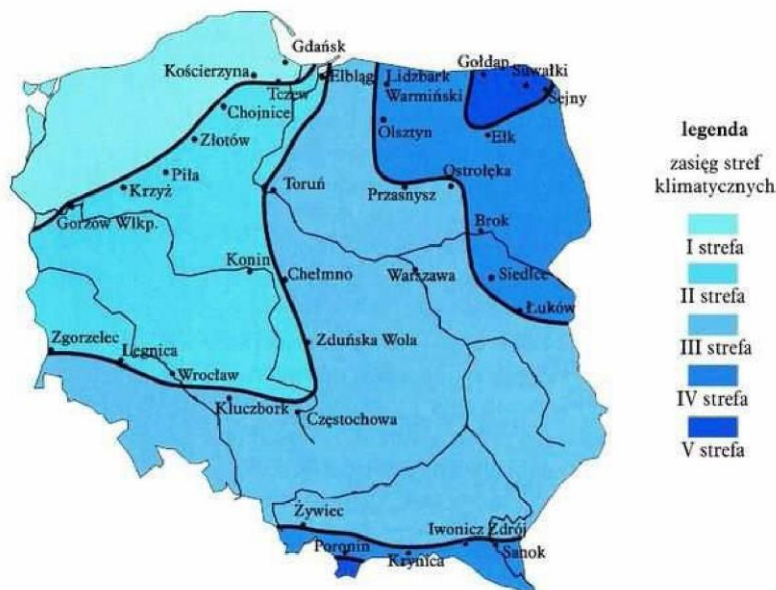 Gdańsk
Kościerzyna
Tczew
Elbląg
Lidzbark
Warmiński
Gołdap
Suwałki
Sejny
Chojnice
Olsztyn
Ełk
Złotów
Piła
Krzyż
Toruń
Przasnysz
Ostrołęka
Gorzów Wlkp.
Brok
Konin
Chełmno
Warszawa
Siedlce
Łuków
Zgorzelec
Legnica
Zduńska Wola
Wrocław
Kluczbork
Częstochowa
Żywiec
Iwonicz Zdrój
Poronin
Krynica
Sanok
legenda
zasięg stref
klimatycznych
I strefa
II strefa
III strefa
IV strefa
V strefa